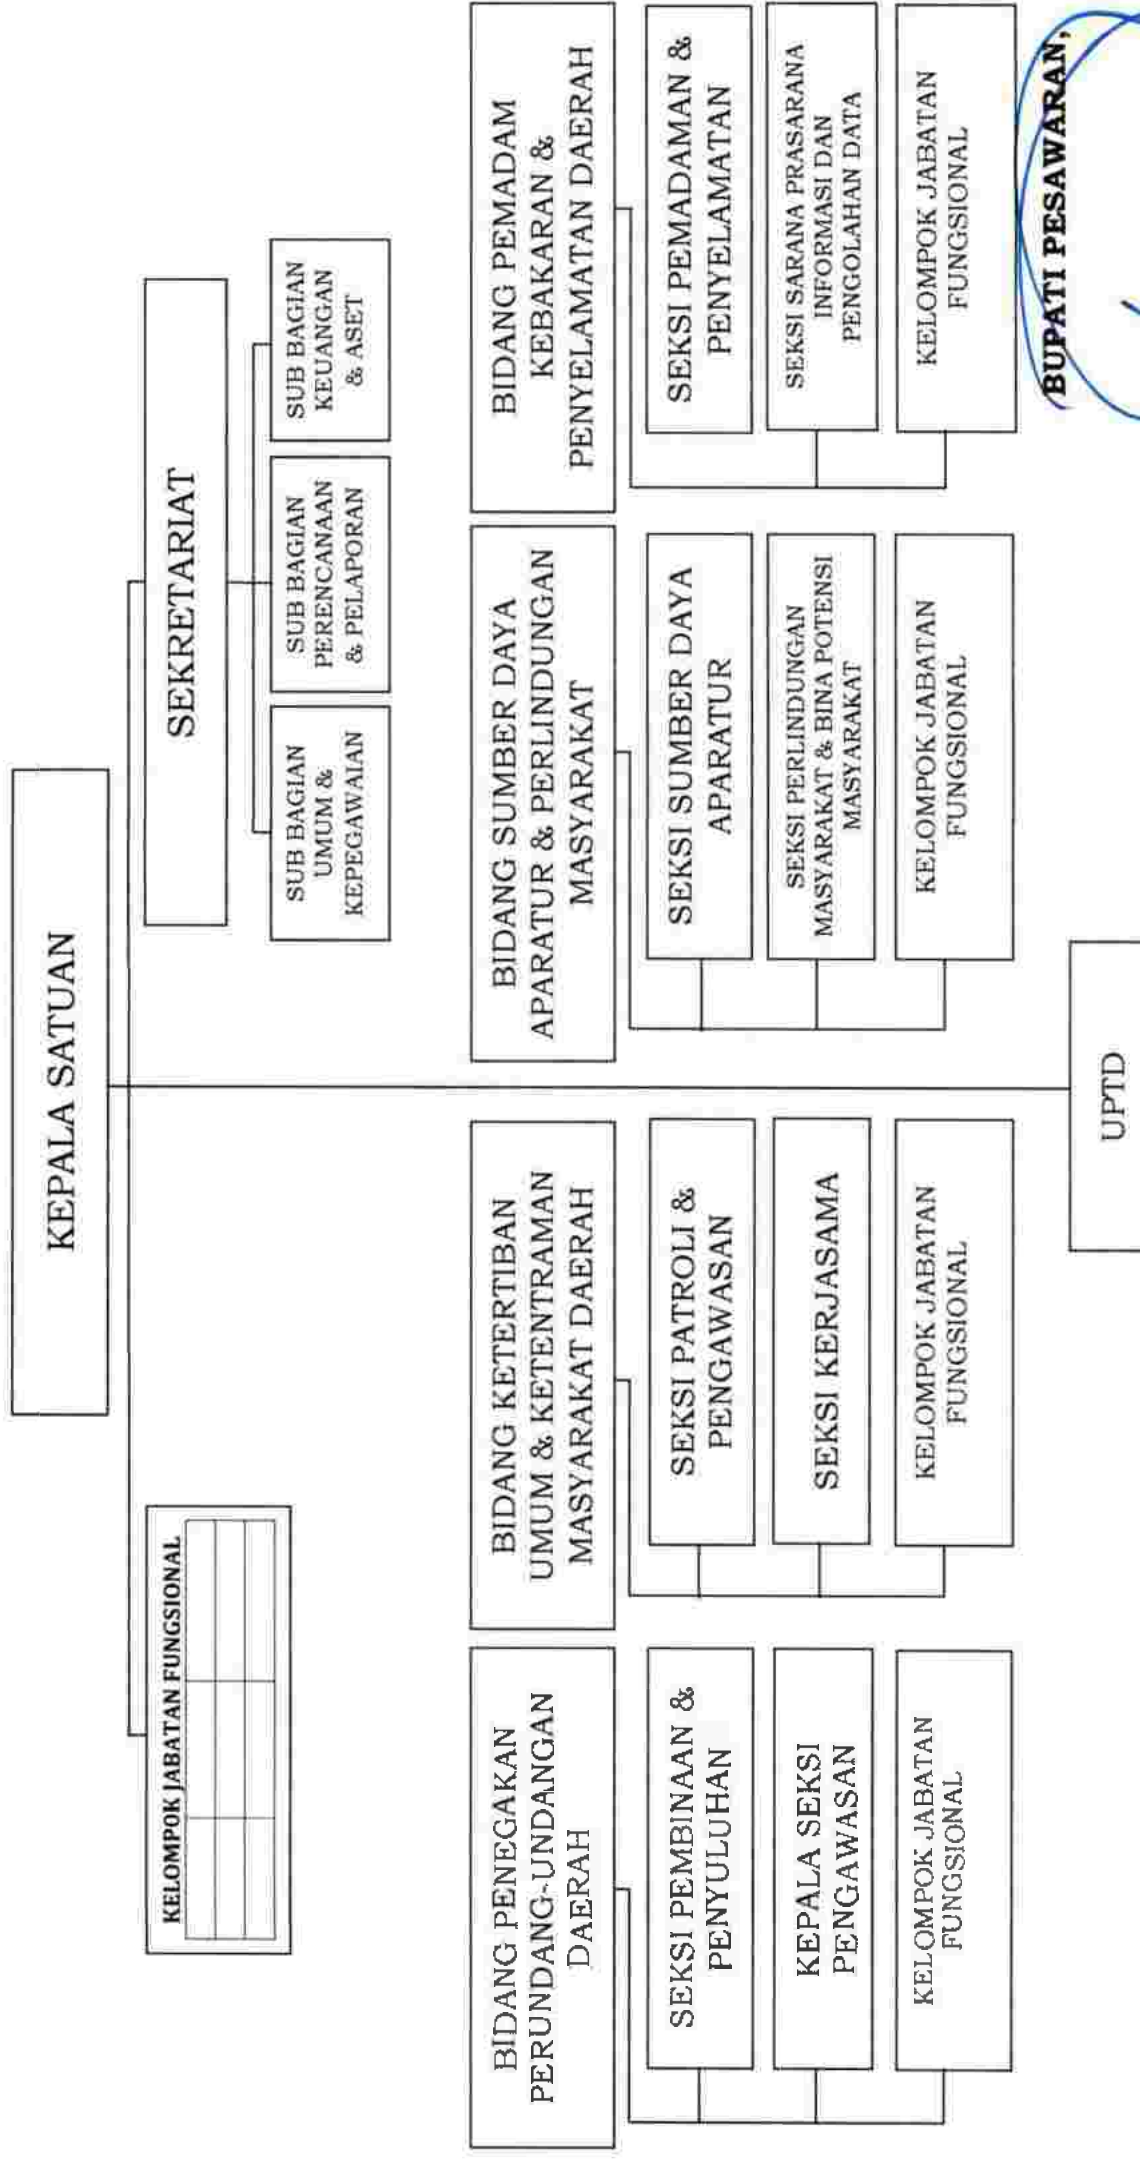 KEPALA SATUAN
KELOMPOK JABATAN FUNGSIONAL
SEKRETARIAT
SUB BAGIAN
UMUM &
KEPEGAWAIAN
SUB BAGIAN
PERENCANAAN
& PELAPORAN
SUB BAGIAN
KEUANGAN
& ASET
BIDANG PENEGAKAN
PERUNDANG-UNDANGAN
DAERAH
SEKSI PEMBINAAN &
PENYULUHAN
KEPALA SEKSI
PENGAWASAN
KELOMPOK JABATAN
FUNGSIONAL
BIDANG KETERTIBAN
UMUM & KETENTRAMAN
MASYARAKAT DAERAH
SEKSI PATROLI &
PENGAWASAN
SEKSI KERJASAMA
KELOMPOK JABATAN
FUNGSIONAL
BIDANG SUMBER DAYA
APARATUR & PERLINDUNGAN
MASYARAKAT
SEKSI SUMBER DAYA
APARATUR
SEKSI PERLINDUNGAN
MASYARAKAT & BINA POTENSI
MASYARAKAT
KELOMPOK JABATAN
FUNGSIONAL
BIDANG PEMADAM
KEBAKARAN &
PENYELAMATAN DAERAH
SEKSI PEMADAMAN &
PENYELAMATAN
SEKSI SARANA PRASARANA
INFORMASI DAN
PENGOLAHAN DATA
KELOMPOK JABATAN
FUNGSIONAL
UPTD
BUPATI PESAWARAN,